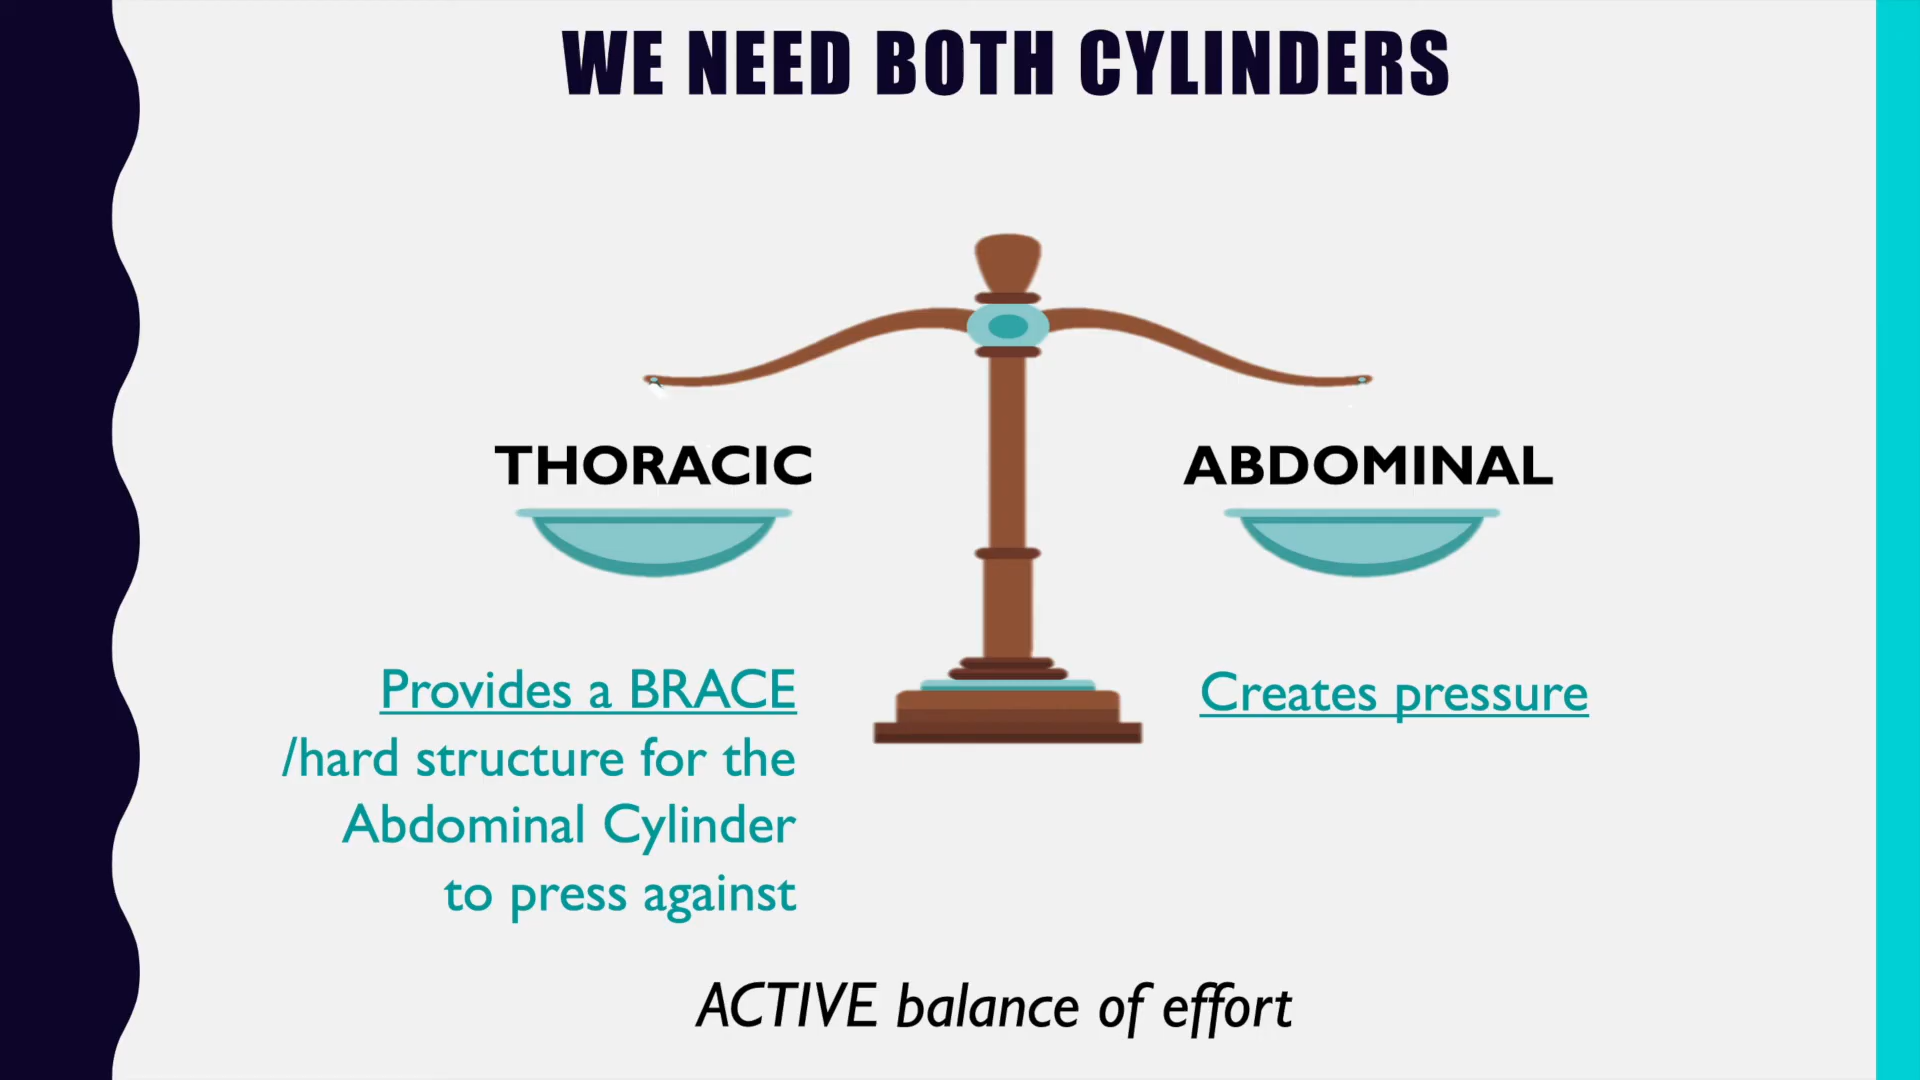 WE NEED BOTH CYLINDERS
THORACIC
ABDOMINAL
Provides a BRACE
/hard structure for the
Abdominal Cylinder
to press against
Creates pressure
ACTIVE balance of effort